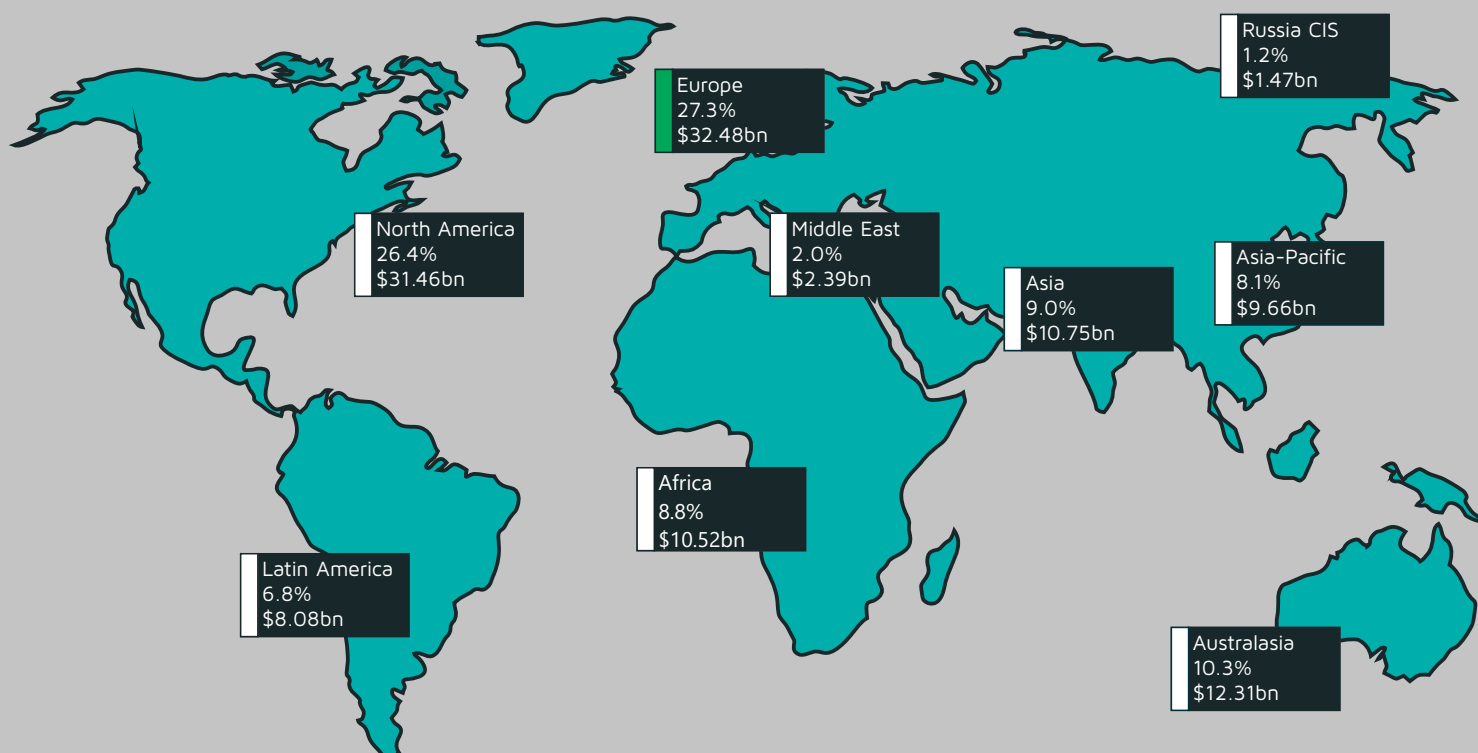 Russia CIS
1.2%
$1.47bn
Europe
27.3%
$32.48bn
North America
26.4%
$31.46bn
Middle East
2.0%
$2.39bn
Asia-Pacific
8.1%
$9.66bn
Asia
9.0%
$10.75bn
Africa
8.8%
$10.52bn
Latin America
6.8%
$8.08bn
Australasia
10.3%
$12.31bn